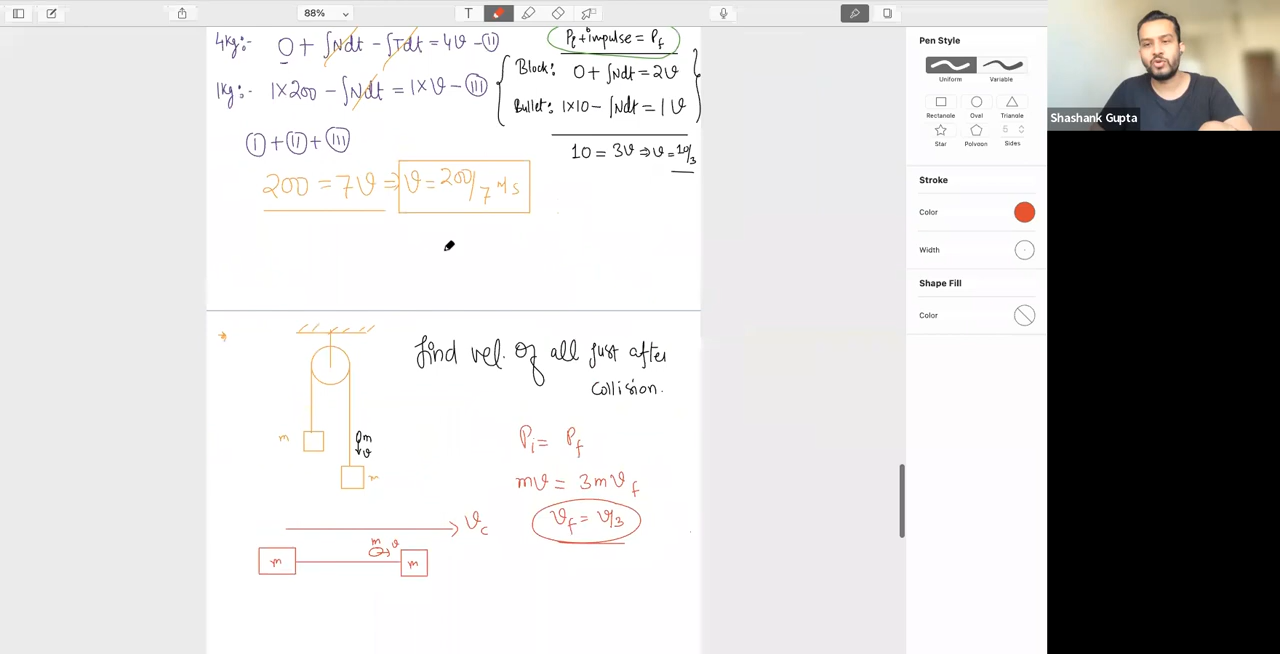 88%
T
4kg:- 0 + ∫Ndt - ∫Tdt = 4v - II
1kg:- 1×200 - ∫Ndt = 1×v - III
I + II + III
200 = 7v ⇒ v = 200/7 m/s
Pi + impulse = Pf
Block: 0 + ∫Ndt = 2v
Bullet: 1×10 - ∫Ndt = 1v
10 = 3v ⇒ v = 10/3
find vel. of all just after
collision.
m
m
v
m
Pi = Pf
mv = 3mvf
vf = v/3
vc
m
m
v
m
Pen Style
Uniform
Variable
Rectangle
Oval
Triangle
Star
Polygon
5
Sides
Stroke
Color
Width
Shape Fill
Color
Shashank Gupta